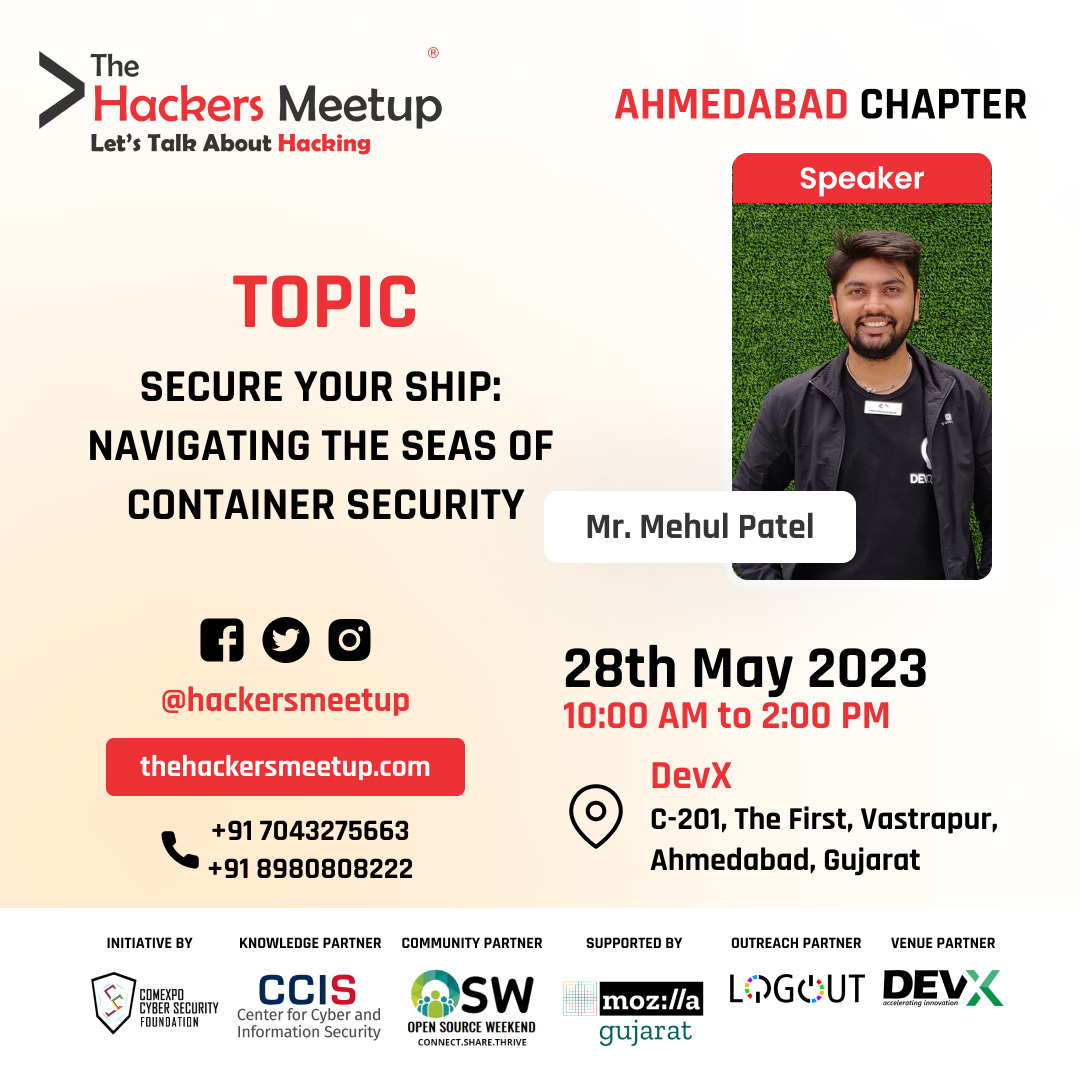 The
Hackers Meetup
®
Let's Talk About Hacking
AHMEDABAD CHAPTER
Speaker
TOPIC
SECURE YOUR SHIP:
NAVIGATING THE SEAS OF
CONTAINER SECURITY
Mr. Mehul Patel
@hackersmeetup
thehackersmeetup.com
+91 7043275663
+91 8980808222
28th May 2023
10:00 AM to 2:00 PM
DevX
C-201, The First, Vastrapur,
Ahmedabad, Gujarat
INITIATIVE BY
COMEXPO
CYBER SECURITY
FOUNDATION
KNOWLEDGE PARTNER
CCIS
Center for Cyber and
Information Security
COMMUNITY PARTNER
OSW
OPEN SOURCE WEEKEND
CONNECT.SHARE.THRIVE
SUPPORTED BY
moz://a
gujarat
OUTREACH PARTNER
LOGOUT
VENUE PARTNER
DEVX
accelerating innovation